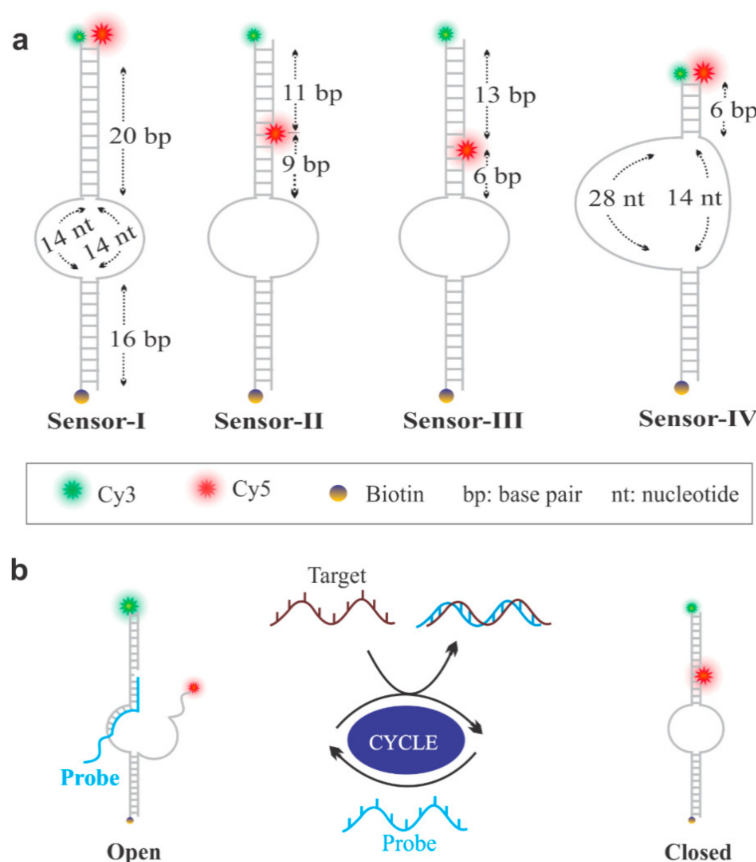 a
20 bp
14 nt
14 nt
16 bp
Sensor-I
11 bp
9 bp
Sensor-II
13 bp
6 bp
Sensor-III
6 bp
28 nt
14 nt
Sensor-IV
Cy3
Cy5
Biotin
bp: base pair
nt: nucleotide
b
Probe
Open
Target
CYCLE
Probe
Closed